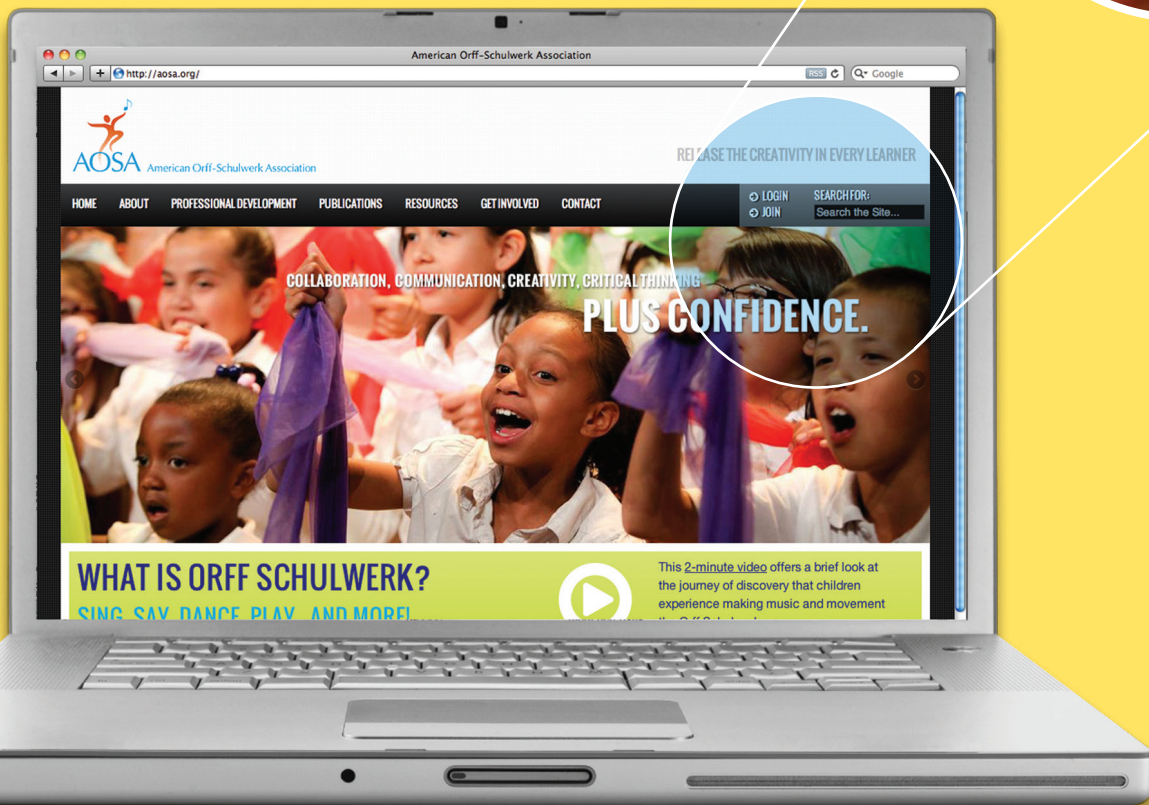 American Orff-Schulwerk Association
http://aosa.org/
RSS
Google
AOSA American Orff-Schulwerk Association
RELEASE THE CREATIVITY IN EVERY LEARNER
HOME ABOUT PROFESSIONAL DEVELOPMENT PUBLICATIONS RESOURCES GET INVOLVED CONTACT
LOGIN
JOIN
SEARCH FOR:
Search the Site...
COLLABORATION, COMMUNICATION, CREATIVITY, CRITICAL THINKING
PLUS CONFIDENCE.
WHAT IS ORFF SCHULWERK?
SING, SAY, DANCE, PLAY... AND MORE!
This 2-minute video offers a brief look at
the journey of discovery that children
experience making music and movement
the Orff Schulwerk